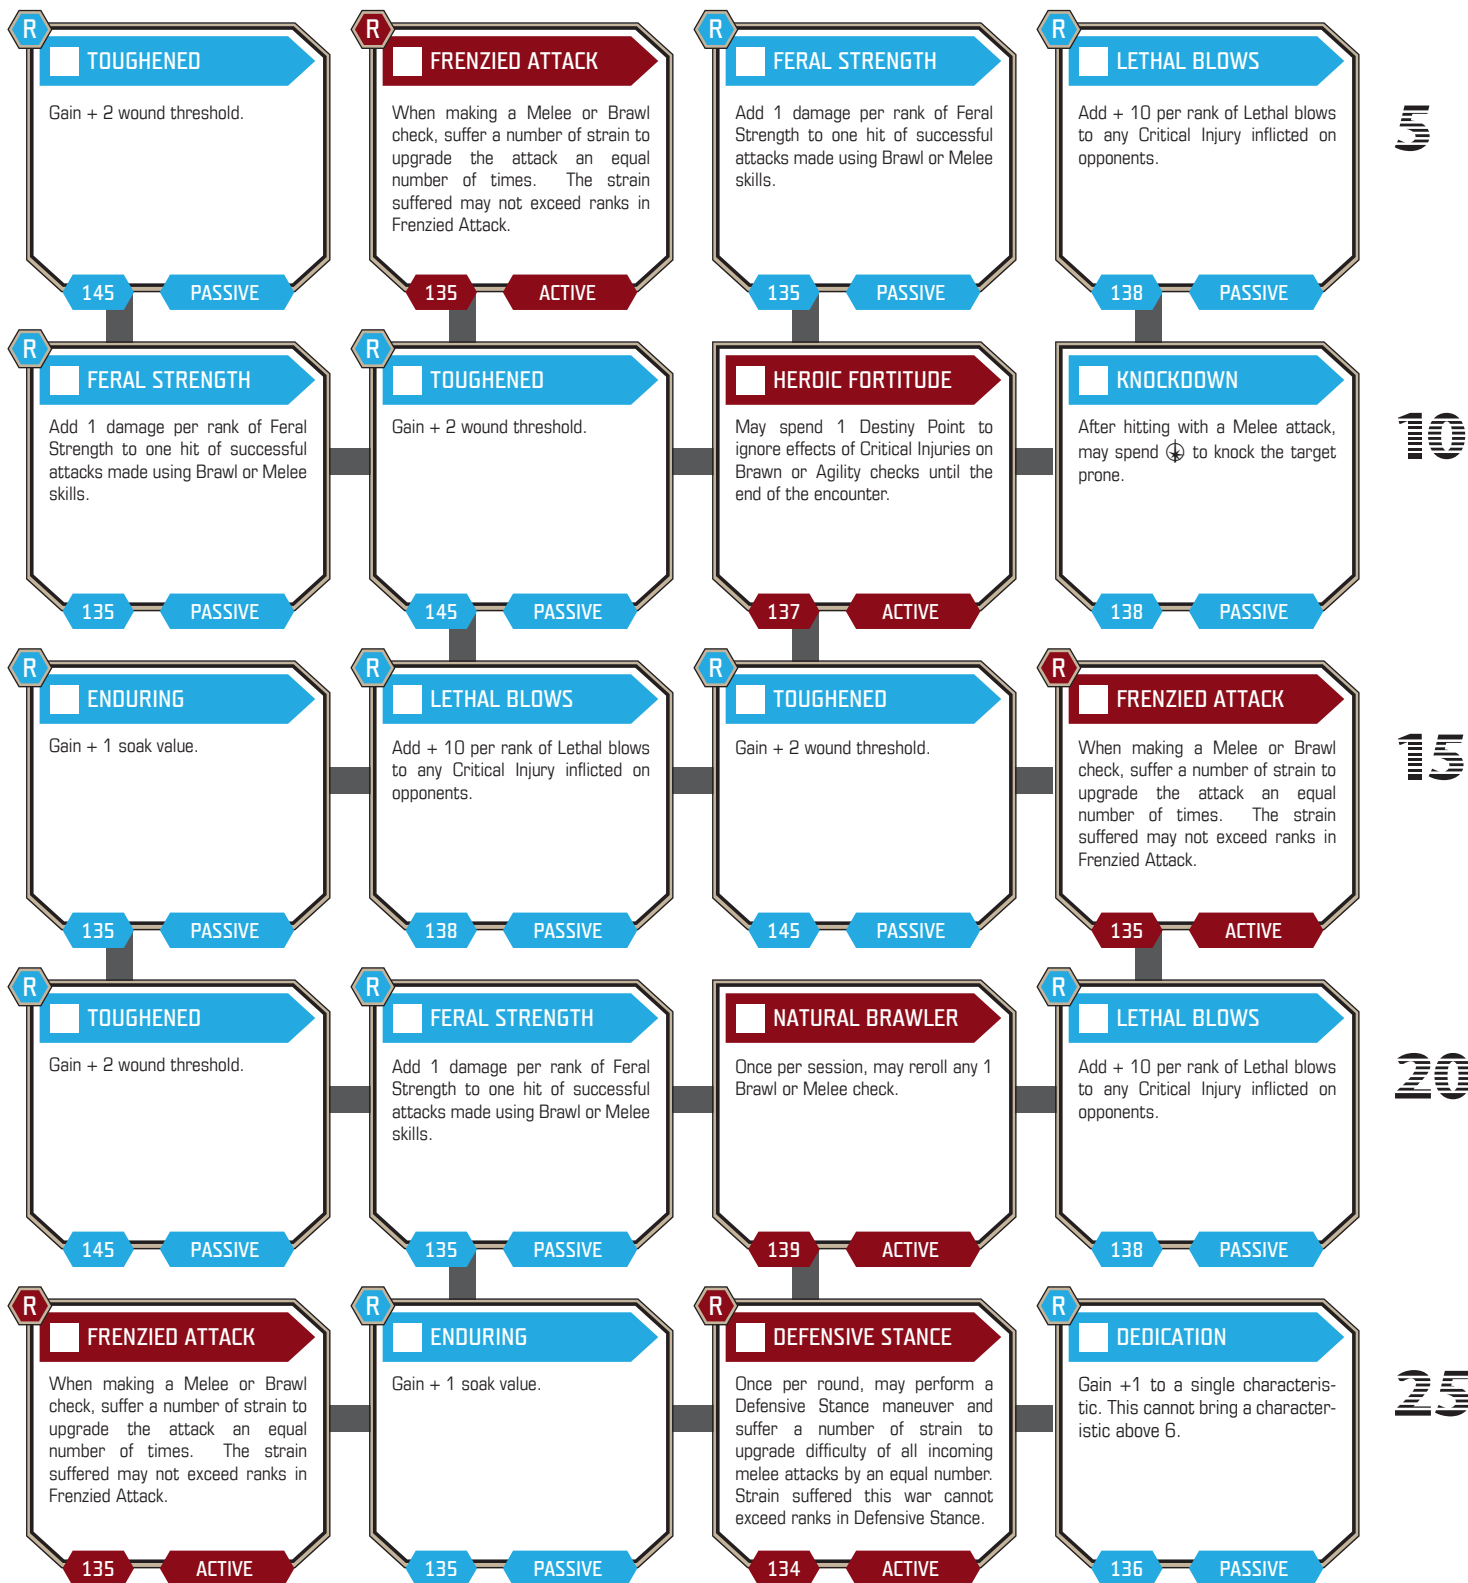 R
TOUGHENED
Gain + 2 wound threshold.
145
PASSIVE
R
FRENZIED ATTACK
When making a Melee or Brawl
check, suffer a number of strain to
upgrade the attack an equal
number of times. The strain
suffered may not exceed ranks in
Frenzied Attack.
135
ACTIVE
R
FERAL STRENGTH
Add 1 damage per rank of Feral
Strength to one hit of successful
attacks made using Brawl or Melee
skills.
135
PASSIVE
R
LETHAL BLOWS
Add + 10 per rank of Lethal blows
to any Critical Injury inflicted on
opponents.
138
PASSIVE
5
R
FERAL STRENGTH
Add 1 damage per rank of Feral
Strength to one hit of successful
attacks made using Brawl or Melee
skills.
135
PASSIVE
R
TOUGHENED
Gain + 2 wound threshold.
145
PASSIVE
HEROIC FORTITUDE
May spend 1 Destiny Point to
ignore effects of Critical Injuries on
Brawn or Agility checks until the
end of the encounter.
137
ACTIVE
KNOCKDOWN
After hitting with a Melee attack,
may spend to knock the target
prone.
138
PASSIVE
10
R
ENDURING
Gain + 1 soak value.
135
PASSIVE
R
LETHAL BLOWS
Add + 10 per rank of Lethal blows
to any Critical Injury inflicted on
opponents.
138
PASSIVE
R
TOUGHENED
Gain + 2 wound threshold.
145
PASSIVE
R
FRENZIED ATTACK
When making a Melee or Brawl
check, suffer a number of strain to
upgrade the attack an equal
number of times. The strain
suffered may not exceed ranks in
Frenzied Attack.
135
ACTIVE
15
R
TOUGHENED
Gain + 2 wound threshold.
145
PASSIVE
R
FERAL STRENGTH
Add 1 damage per rank of Feral
Strength to one hit of successful
attacks made using Brawl or Melee
skills.
135
PASSIVE
NATURAL BRAWLER
Once per session, may reroll any 1
Brawl or Melee check.
139
ACTIVE
R
LETHAL BLOWS
Add + 10 per rank of Lethal blows
to any Critical Injury inflicted on
opponents.
138
PASSIVE
20
R
FRENZIED ATTACK
When making a Melee or Brawl
check, suffer a number of strain to
upgrade the attack an equal
number of times. The strain
suffered may not exceed ranks in
Frenzied Attack.
135
ACTIVE
R
ENDURING
Gain + 1 soak value.
135
PASSIVE
R
DEFENSIVE STANCE
Once per round, may perform a
Defensive Stance maneuver and
suffer a number of strain to
upgrade difficulty of all incoming
melee attacks by an equal number.
Strain suffered this war cannot
exceed ranks in Defensive Stance.
134
ACTIVE
R
DEDICATION
Gain +1 to a single characteris-
tic. This cannot bring a character-
istic above 6.
136
PASSIVE
25